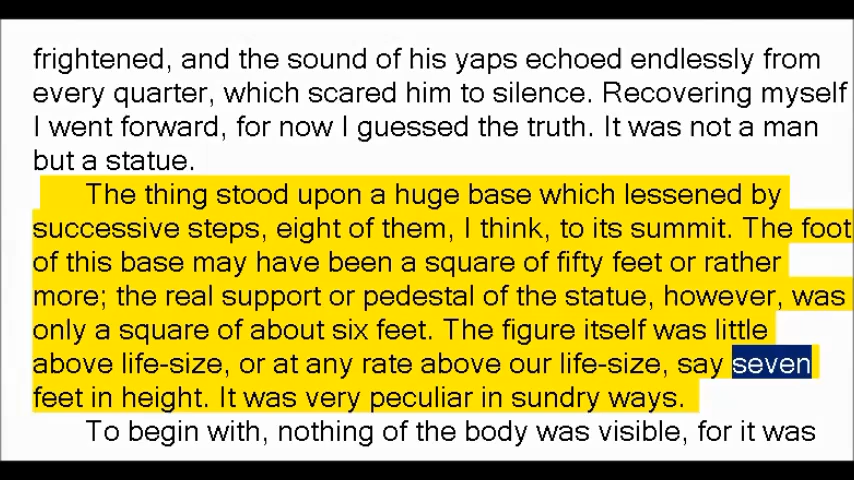 frightened, and the sound of his yaps echoed endlessly from
every quarter, which scared him to silence. Recovering myself
I went forward, for now I guessed the truth. It was not a man
but a statue.
The thing stood upon a huge base which lessened by
successive steps, eight of them, I think, to its summit. The foot
of this base may have been a square of fifty feet or rather
more; the real support or pedestal of the statue, however, was
only a square of about six feet. The figure itself was little
above life-size, or at any rate above our life-size, say seven
feet in height. It was very peculiar in sundry ways.
To begin with, nothing of the body was visible, for it was